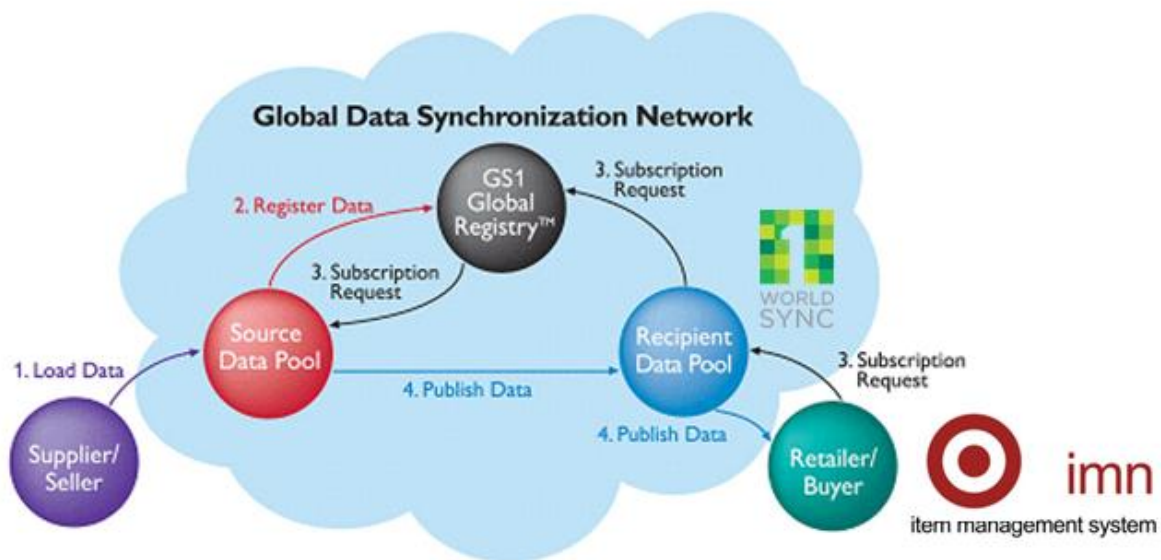 Global Data Synchronization Network
GS1
Global
Registry™
3. Subscription
Request
2. Register Data
3. Subscription
Request
1
WORLD
SYNC
Source
Data Pool
Recipient
Data Pool
1. Load Data
4. Publish Data
3. Subscription
Request
4. Publish Data
Supplier/
Seller
Retailer/
Buyer
imn
item management system